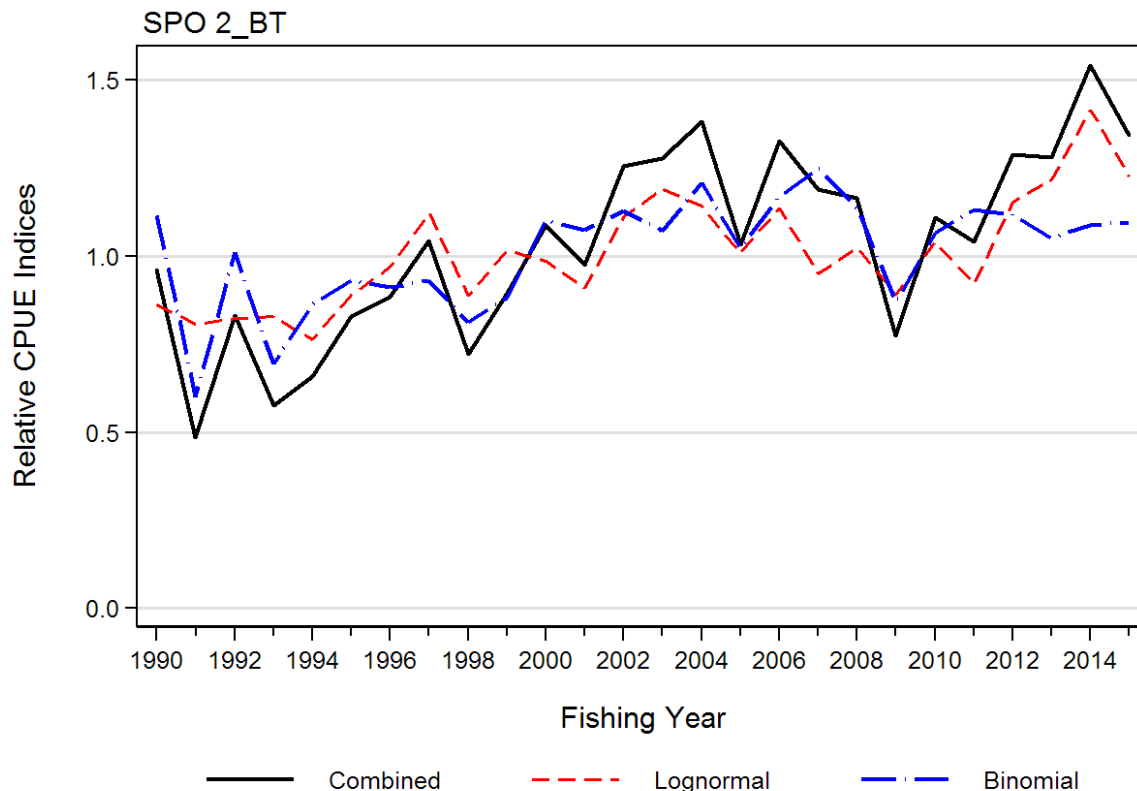 SPO 2_BT
1.5
1.0
0.5
0.0
Relative CPUE Indices
1990 1992 1994 1996 1998 2000 2002 2004 2006 2008 2010 2012 2014
Fishing Year
Combined Lognormal Binomial